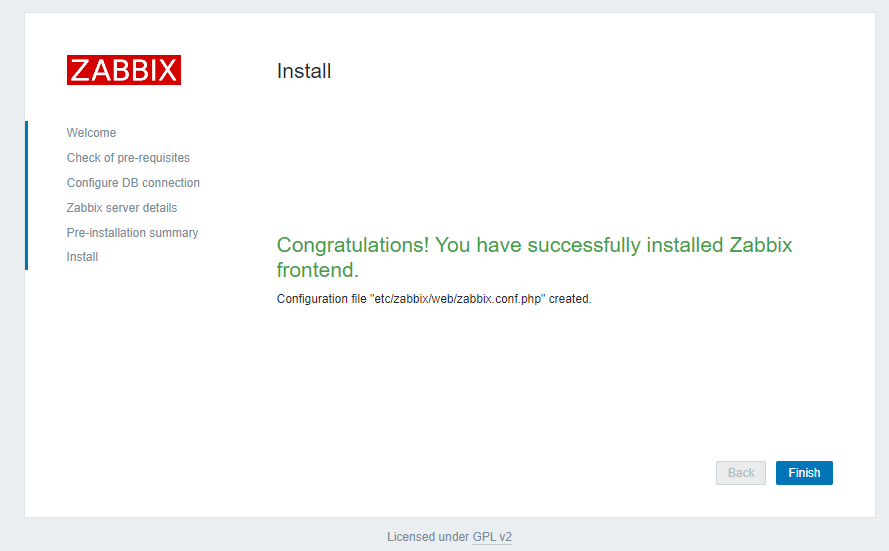 ZABBIX
Install
Welcome
Check of pre-requisites
Configure DB connection
Zabbix server details
Pre-installation summary
Install
Congratulations! You have successfully installed Zabbix
frontend.
Configuration file "etc/zabbix/web/zabbix.conf.php" created.
Back
Finish
Licensed under GPL v2